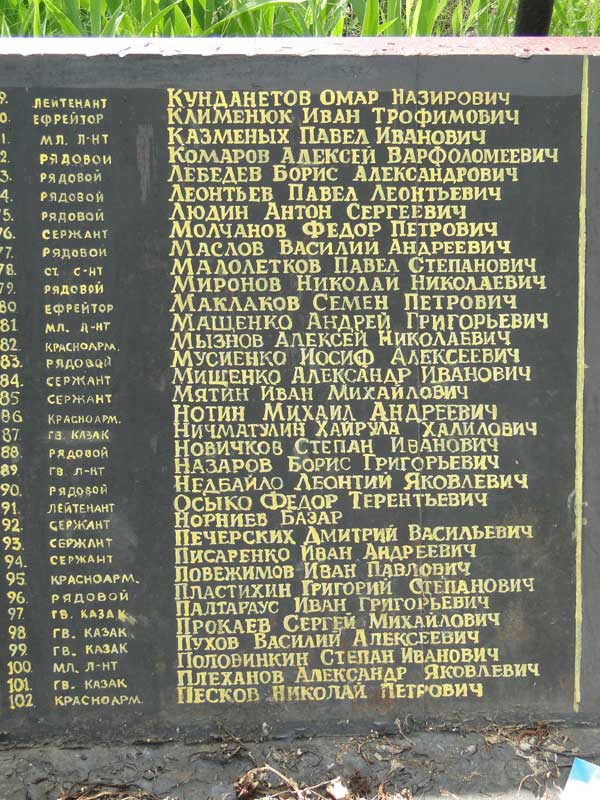 9. ЛЕЙТЕНАНТ КУНДАНЕТОВ ОМАР НАЗИРОВИЧ
0. ЕФРЕЙТОР КЛИМЕНЮК ИВАН ТРОФИМОВИЧ
1. МЛ. Л-НТ КАЗМЕНЫХ ПАВЕЛ ИВАНОВИЧ
2. РЯДОВОИ КОМАРОВ АЛЕКСЕЙ ВАРФОЛОМЕЕВИЧ
3. РЯДОВОЙ ЛЕБЕДЕВ БОРИС АЛЕКСАНДРОВИЧ
4. РЯДОВОЙ ЛЕОНТЬЕВ ПАВЕЛ ЛЕОНТЬЕВИЧ
75. РЯДОВОЙ ЛЮДИН АНТОН СЕРГЕЕВИЧ
76. СЕРЖАНТ МОЛЧАНОВ ФЕДОР ПЕТРОВИЧ
77. РЯДОВОЙ МАСЛОВ ВАСИЛИЙ АНДРЕЕВИЧ
78. СТ. С-НТ МАЛОЛЕТКОВ ПАВЕЛ СТЕПАНОВИЧ
79. РЯДОВОЙ МИРОНОВ НИКОЛАЙ НИКОЛАЕВИЧ
80. ЕФРЕЙТОР МАКЛАКОВ СЕМЕН ПЕТРОВИЧ
81 МЛ. Л-НТ МАЩЕНКО АНДРЕЙ ГРИГОРЬЕВИЧ
82. КРАСНОАРМ. МЫЗНОВ АЛЕКСЕЙ НИКОЛАЕВИЧ
83. РЯДОВОЙ МУСИЕНКО ИОСИФ АЛЕКСЕЕВИЧ
84. СЕРЖАНТ МИЩЕНКО АЛЕКСАНДР ИВАНОВИЧ
85 СЕРЖАНТ МЯТИН ИВАН МИХАЙЛОВИЧ
86 КРАСНОАРМ. НОТИН МИХАИЛ АНДРЕЕВИЧ
87. ГВ. КАЗАК НИЧМАТУЛИН ХАЙРУЛА ХАЛИЛОВИЧ
88. РЯДОВОЙ НОВИЧКОВ СТЕПАН ИВАНОВИЧ
89 ГВ. Л-НТ НАЗАРОВ БОРИС ГРИГОРЬЕВИЧ
90. РЯДОВОЙ НЕДБАЙЛО ЛЕОНТИЙ ЯКОВЛЕВИЧ
91. ЛЕЙТЕНАНТ ОСЫКО ФЕДОР ТЕРЕНТЬЕВИЧ
92. СЕРЖАНТ НОРНИЕВ БАЗАР
93. СЕРЖАНТ ПЕЧЕРСКИХ ДМИТРИЙ ВАСИЛЬЕВИЧ
94. СЕРЖАНТ ПИСАРЕНКО ИВАН АНДРЕЕВИЧ
95. КРАСНОАРМ. ПОВЕЖИМОВ ИВАН ПАВЛОВИЧ
96. РЯДОВОЙ ПЛАСТИХИН ГРИГОРИЙ СТЕПАНОВИЧ
97. ГВ. КАЗАК ПАЛТАРАУС ИВАН ГРИГОРЬЕВИЧ
98 ГВ. КАЗАК ПРОКАЕВ СЕРГЕЙ МИХАЙЛОВИЧ
99. ГВ. КАЗАК ПУХОВ ВАСИЛИЙ АЛЕКСЕЕВИЧ
100. МЛ. Л-НТ ПОЛОВИНКИН СТЕПАН ИВАНОВИЧ
101. ГВ. КАЗАК ПЛЕХАНОВ АЛЕКСАНДР ЯКОВЛЕВИЧ
102 КРАСНОАРМ. ПЕСКОВ НИКОЛАЙ ПЕТРОВИЧ